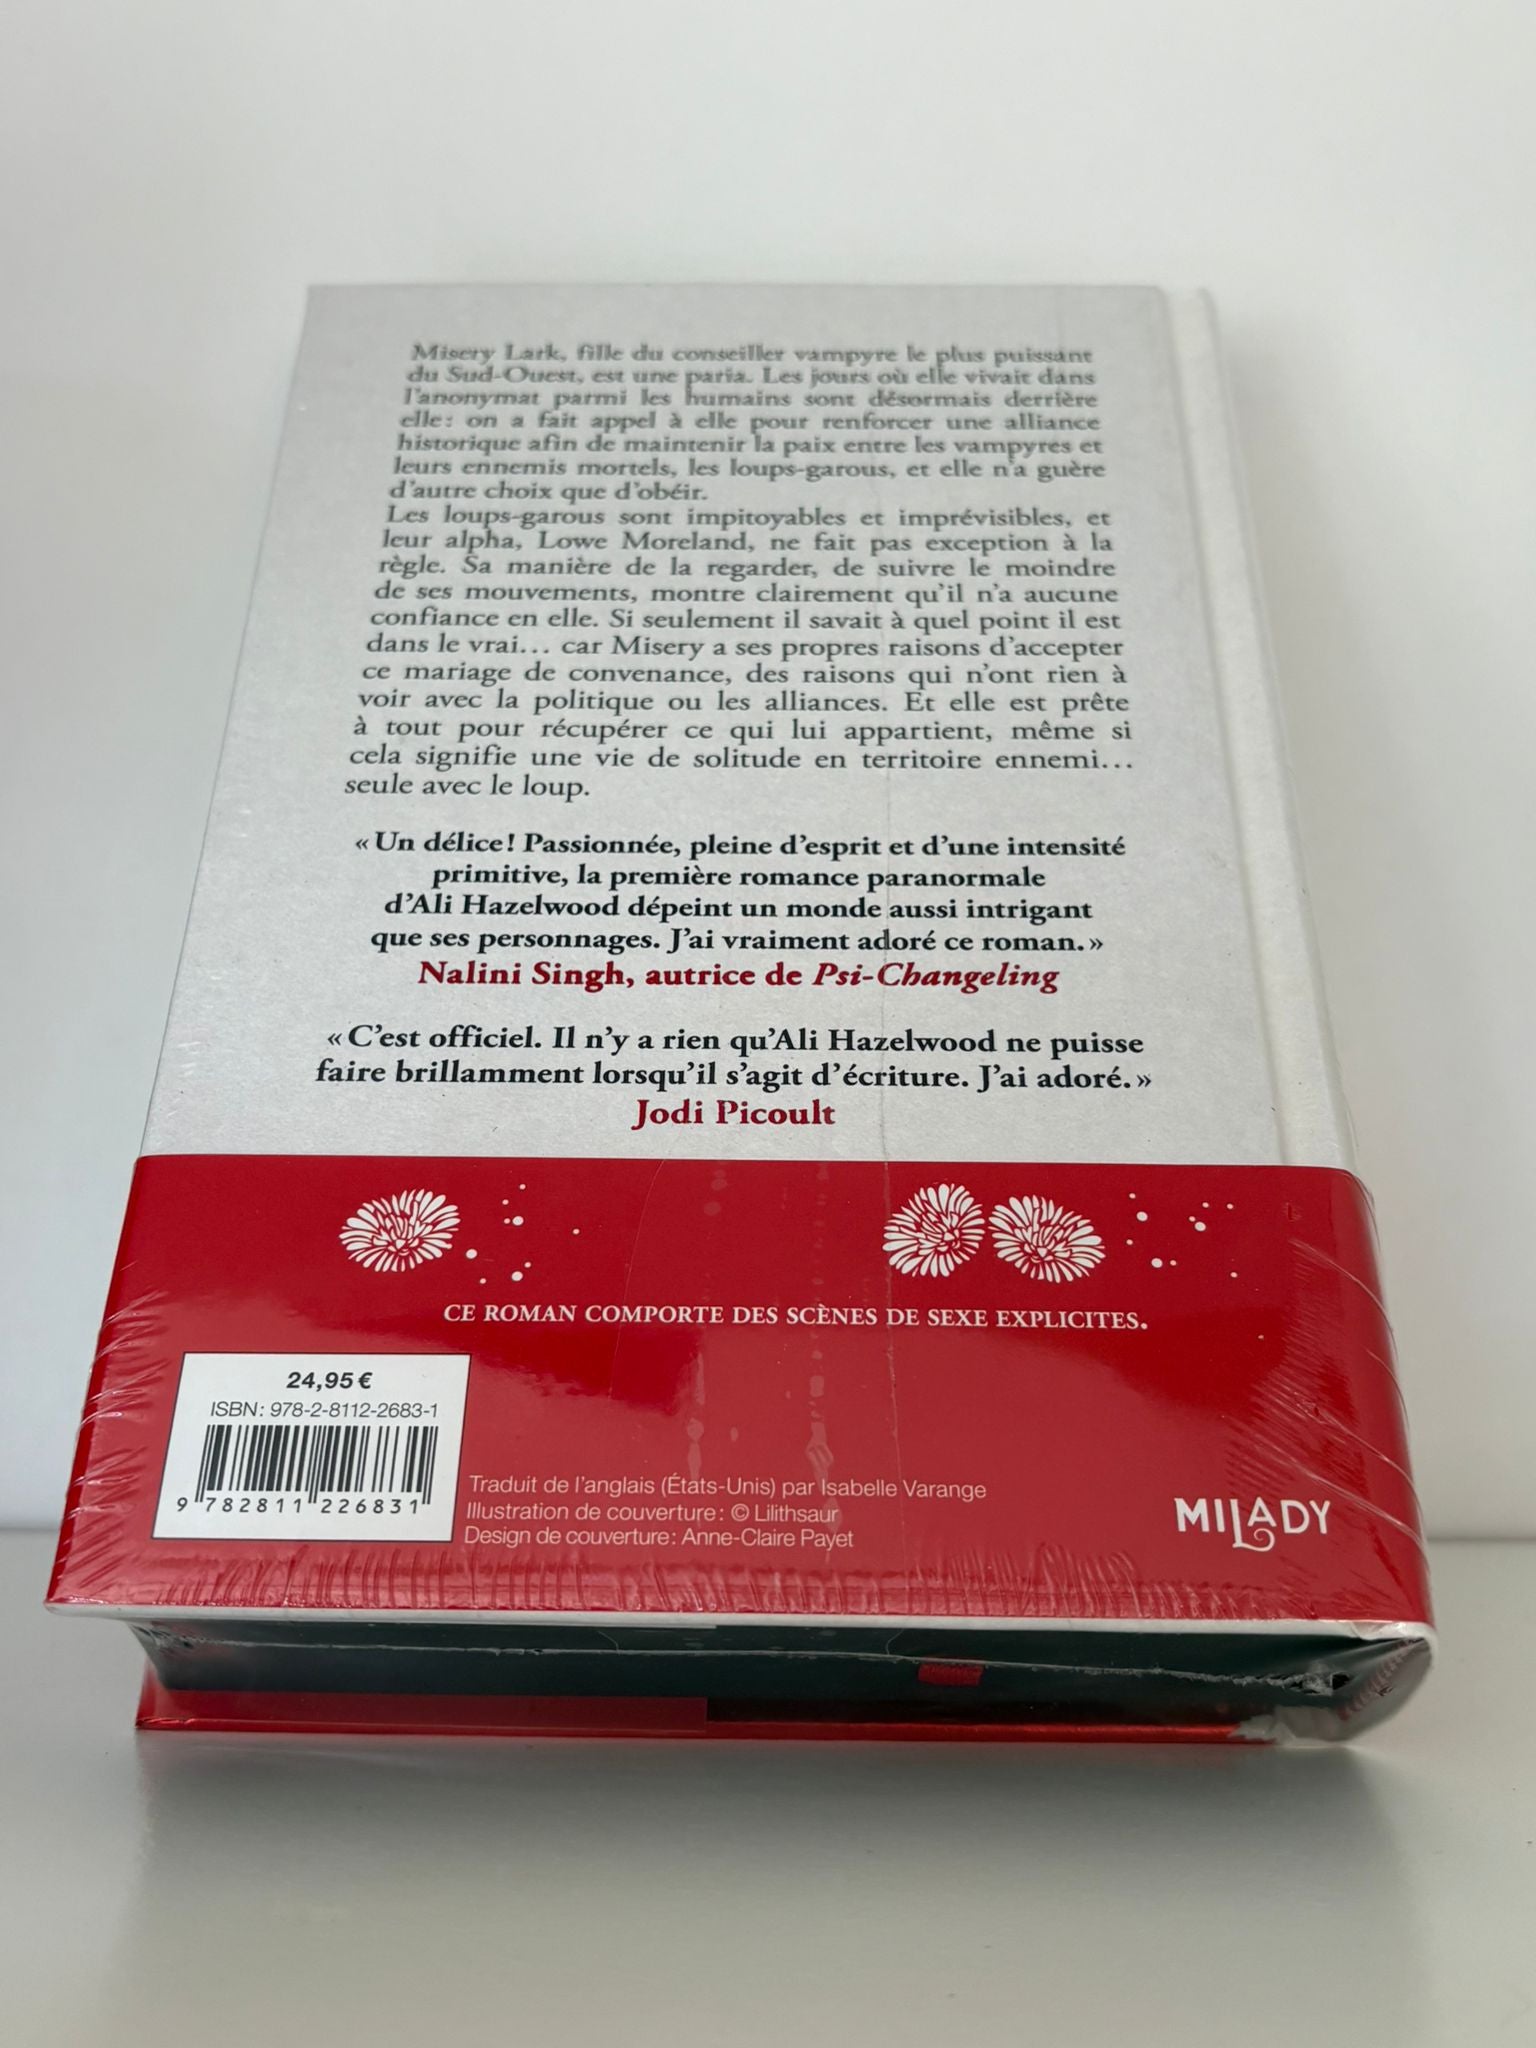 Misery Lark, fille du conseiller vampyre le plus puissant
du Sud-Ouest, est une paria. Les jours où elle vivait dans
l'anonymat parmi les humains sont désormais derrière
elle : on a fait appel à elle pour renforcer une alliance
historique afin de maintenir la paix entre les vampyres et
leurs ennemis mortels, les loups-garous, et elle n'a guère
d'autre choix que d'obéir.
Les loups-garous sont impitoyables et imprévisibles, et
leur alpha, Lowe Moreland, ne fait pas exception à la
règle. Sa manière de la regarder, de suivre le moindre
de ses mouvements, montre clairement qu'il n'a aucune
confiance en elle. Si seulement il savait à quel point il est
dans le vrai… car Misery a ses propres raisons d'accepter
ce mariage de convenance, des raisons qui n'ont rien à
voir avec la politique ou les alliances. Et elle est prête
à tout pour récupérer ce qui lui appartient, même si
cela signifie une vie de solitude en territoire ennemi…
seule avec le loup.
« Un délice ! Passionnée, pleine d'esprit et d'une intensité
primitive, la première romance paranormale
d'Ali Hazelwood dépeint un monde aussi intrigant
que ses personnages. J'ai vraiment adoré ce roman. »
Nalini Singh, autrice de Psi-Changeling
« C'est officiel. Il n'y a rien qu'Ali Hazelwood ne puisse
faire brillamment lorsqu'il s'agit d'écriture. J'ai adoré. »
Jodi Picoult
CE ROMAN COMPORTE DES SCÈNES DE SEXE EXPLICITES.
24,95 €
ISBN : 978-2-8112-2683-1
9 782811 226831
Traduit de l'anglais (États-Unis) par Isabelle Varange
Illustration de couverture : © Lilithsaur
Design de couverture : Anne-Claire Payet
MILADY